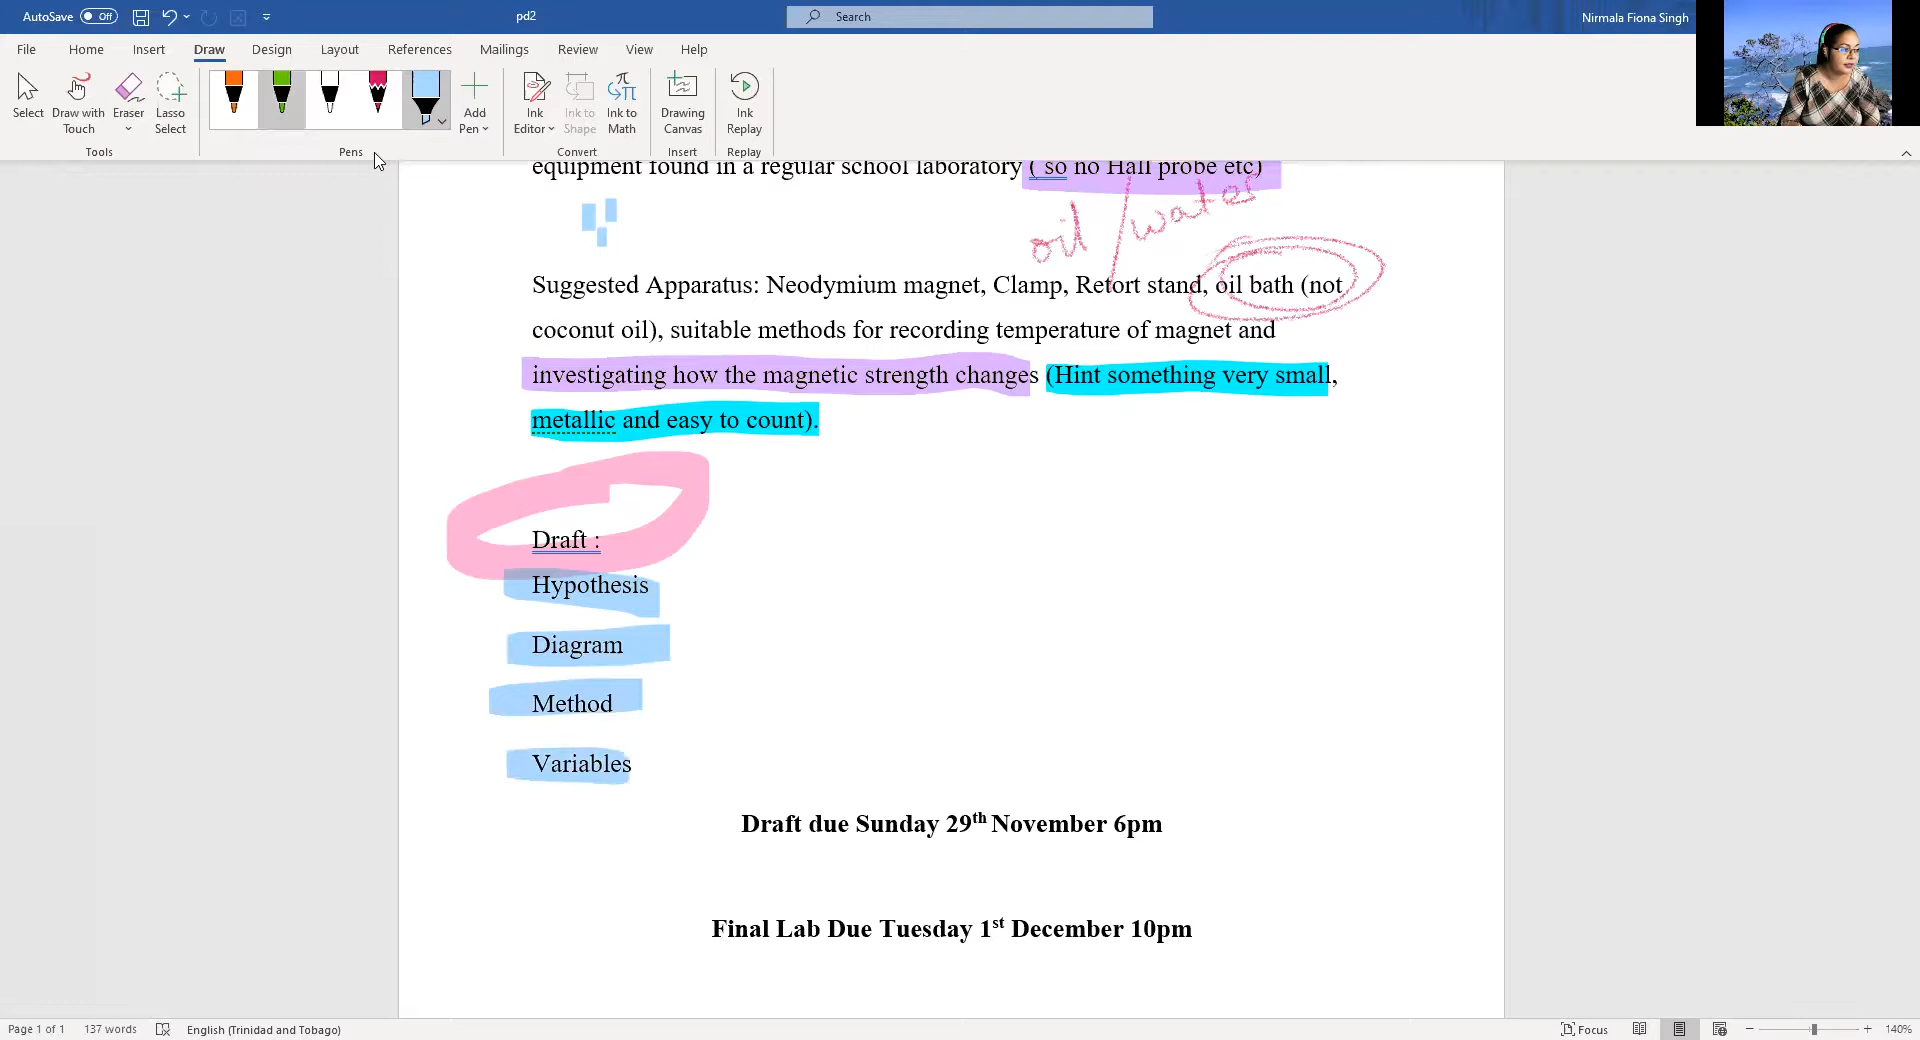 AutoSave Off
pd2
Search
Nirmala Fiona Singh
File Home Insert Draw Design Layout References Mailings Review View Help
Select
Draw with Touch
Eraser
Lasso Select
Add Pen
Ink Editor
Ink to Shape
Ink to Math
Drawing Canvas
Ink Replay
Tools Pens Convert Insert Replay
equipment found in a regular school laboratory ( so no Hall probe etc)
oil/water
Suggested Apparatus: Neodymium magnet, Clamp, Retort stand, oil bath (not
coconut oil), suitable methods for recording temperature of magnet and
investigating how the magnetic strength changes (Hint something very small,
metallic and easy to count).
Draft :
Hypothesis
Diagram
Method
Variables
Draft due Sunday 29th November 6pm
Final Lab Due Tuesday 1st December 10pm
Page 1 of 1 137 words English (Trinidad and Tobago) Focus 140%